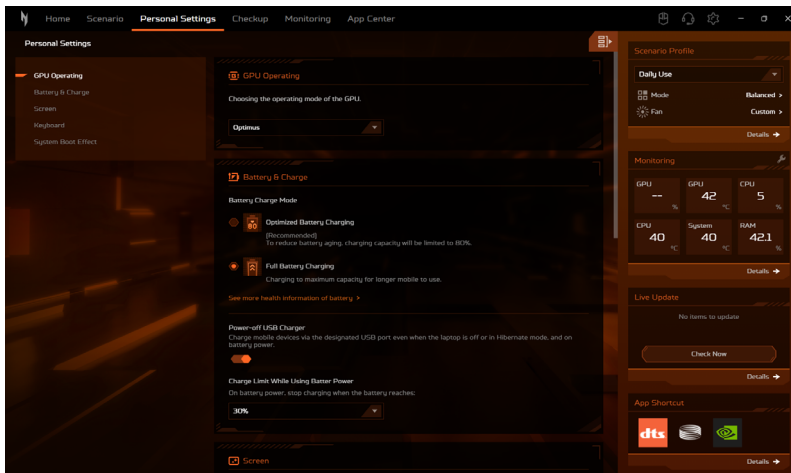 Home Scenario Personal Settings Checkup Monitoring App Center
Personal Settings
GPU Operating
Battery & Charge
Screen
Keyboard
System Boot Effect
GPU Operating
Choosing the operating mode of the GPU.
Optimus
Battery & Charge
Battery Charge Mode
80
Optimized Battery Charging
[Recommended]
To reduce battery aging, charging capacity will be limited to 80%.
Full Battery Charging
Charging to maximum capacity for longer mobile to use.
See more health information of battery >
Power-off USB Charger
Charge mobile devices via the designated USB port even when the laptop is off or in Hibernate mode, and on
battery power.
Charge Limit While Using Batter Power
On battery power, stop charging when the battery reaches:
30%
Screen
Scenario Profile
Daily Use
Mode Balanced >
Fan Custom >
Details →
Monitoring
GPU GPU CPU
-- 42 5
% °C %
CPU System RAM
40 40 42.1
°C °C %
Details →
Live Update
No items to update
Check Now
Details →
App Shortcut
dts
Details →